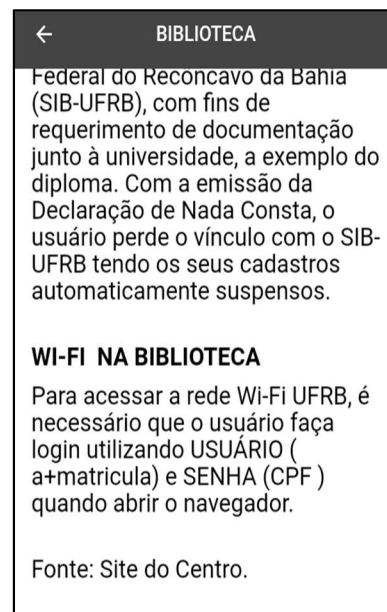 BIBLIOTECA
Federal do Recôncavo da Bahia
(SIB-UFRB), com fins de
requerimento de documentação
junto à universidade, a exemplo do
diploma. Com a emissão da
Declaração de Nada Consta, o
usuário perde o vínculo com o SIB-
UFRB tendo os seus cadastros
automaticamente suspensos.
WI-FI  NA BIBLIOTECA
Para acessar a rede Wi-Fi UFRB, é
necessário que o usuário faça
login utilizando USUÁRIO (
a+matricula) e SENHA (CPF )
quando abrir o navegador.
Fonte: Site do Centro.